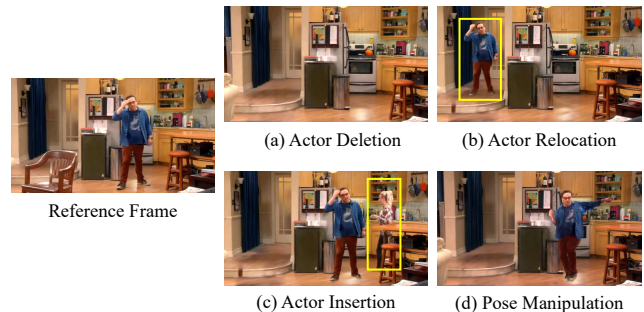 (a) Actor Deletion
(b) Actor Relocation
Reference Frame
(c) Actor Insertion
(d) Pose Manipulation